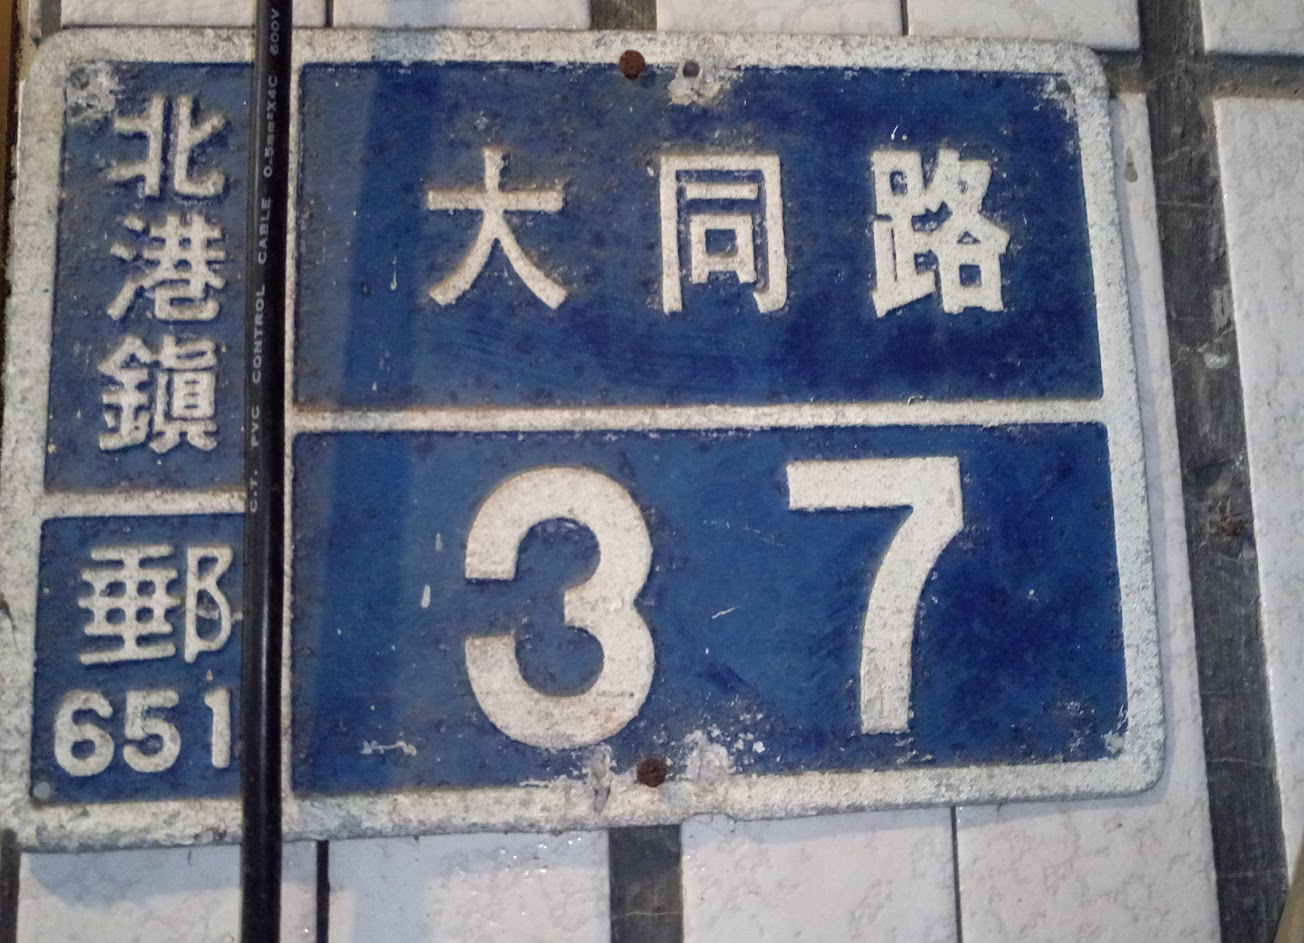 北港鎮
郵
651
大同路
37
C.T. PVC CONTROL CABLE 0.5mm²X4C 600V